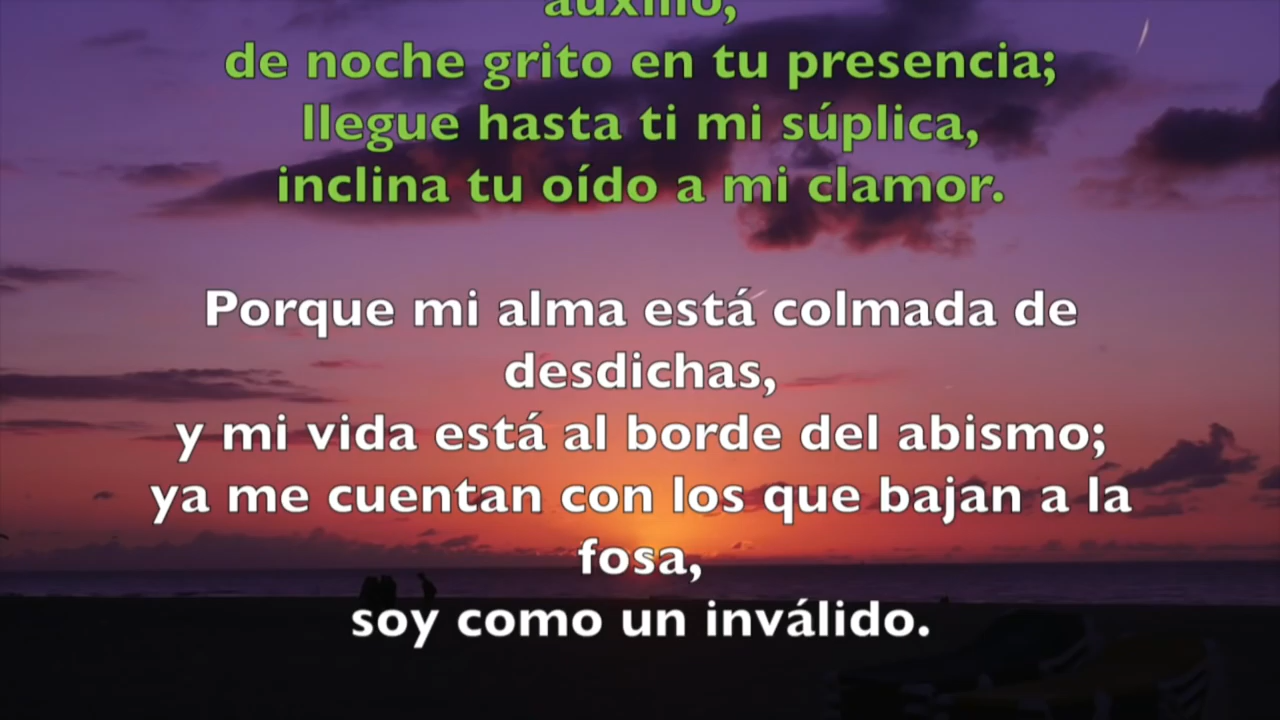 auxilio,
de noche grito en tu presencia;
llegue hasta ti mi súplica,
inclina tu oído a mi clamor.
Porque mi alma está colmada de
desdichas,
y mi vida está al borde del abismo;
ya me cuentan con los que bajan a la
fosa,
soy como un inválido.